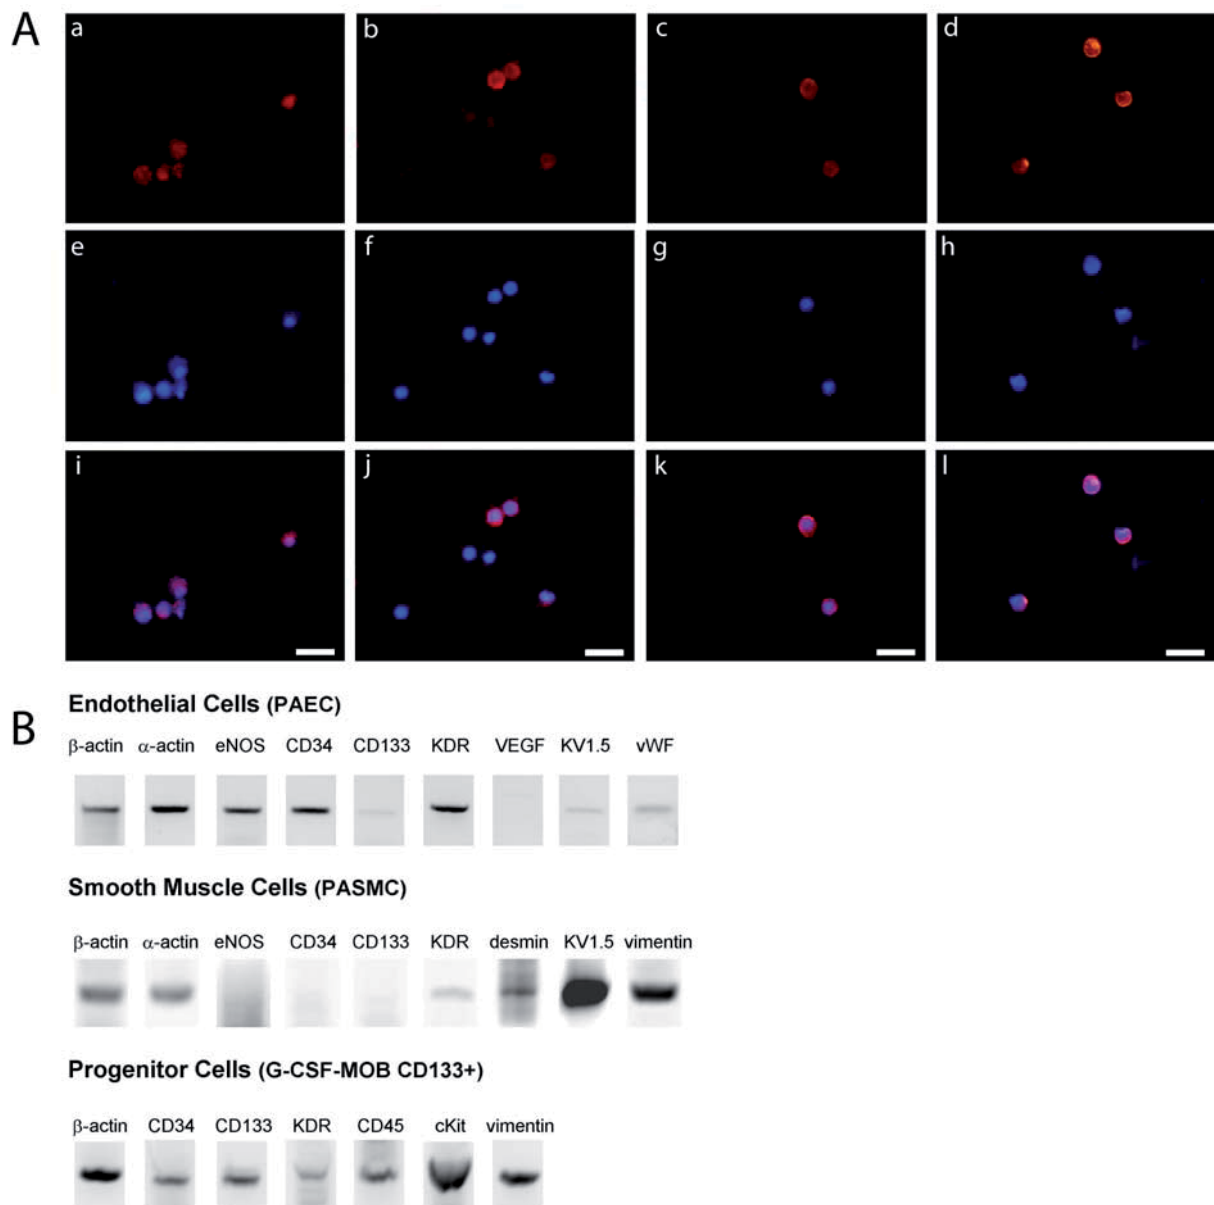 A
a b c d
e f g h
i j k l
B
Endothelial Cells (PAEC)
β-actin α-actin eNOS CD34 CD133 KDR VEGF KV1.5 vWF
Smooth Muscle Cells (PASMC)
β-actin α-actin eNOS CD34 CD133 KDR desmin KV1.5 vimentin
Progenitor Cells (G-CSF-MOB CD133+)
β-actin CD34 CD133 KDR CD45 cKit vimentin